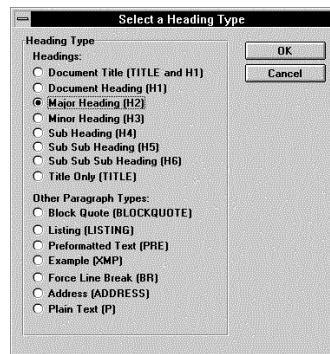 Select a Heading Type
Heading Type
Headings:
Document Title (TITLE and H1)
Document Heading (H1)
Major Heading (H2)
Minor Heading (H3)
Sub Heading (H4)
Sub Sub Heading (H5)
Sub Sub Sub Heading (H6)
Title Only (TITLE)
Other Paragraph Types:
Block Quote (BLOCKQUOTE)
Listing (LISTING)
Preformatted Text (PRE)
Example (XMP)
Force Line Break (BR)
Address (ADDRESS)
Plain Text (P)
OK
Cancel